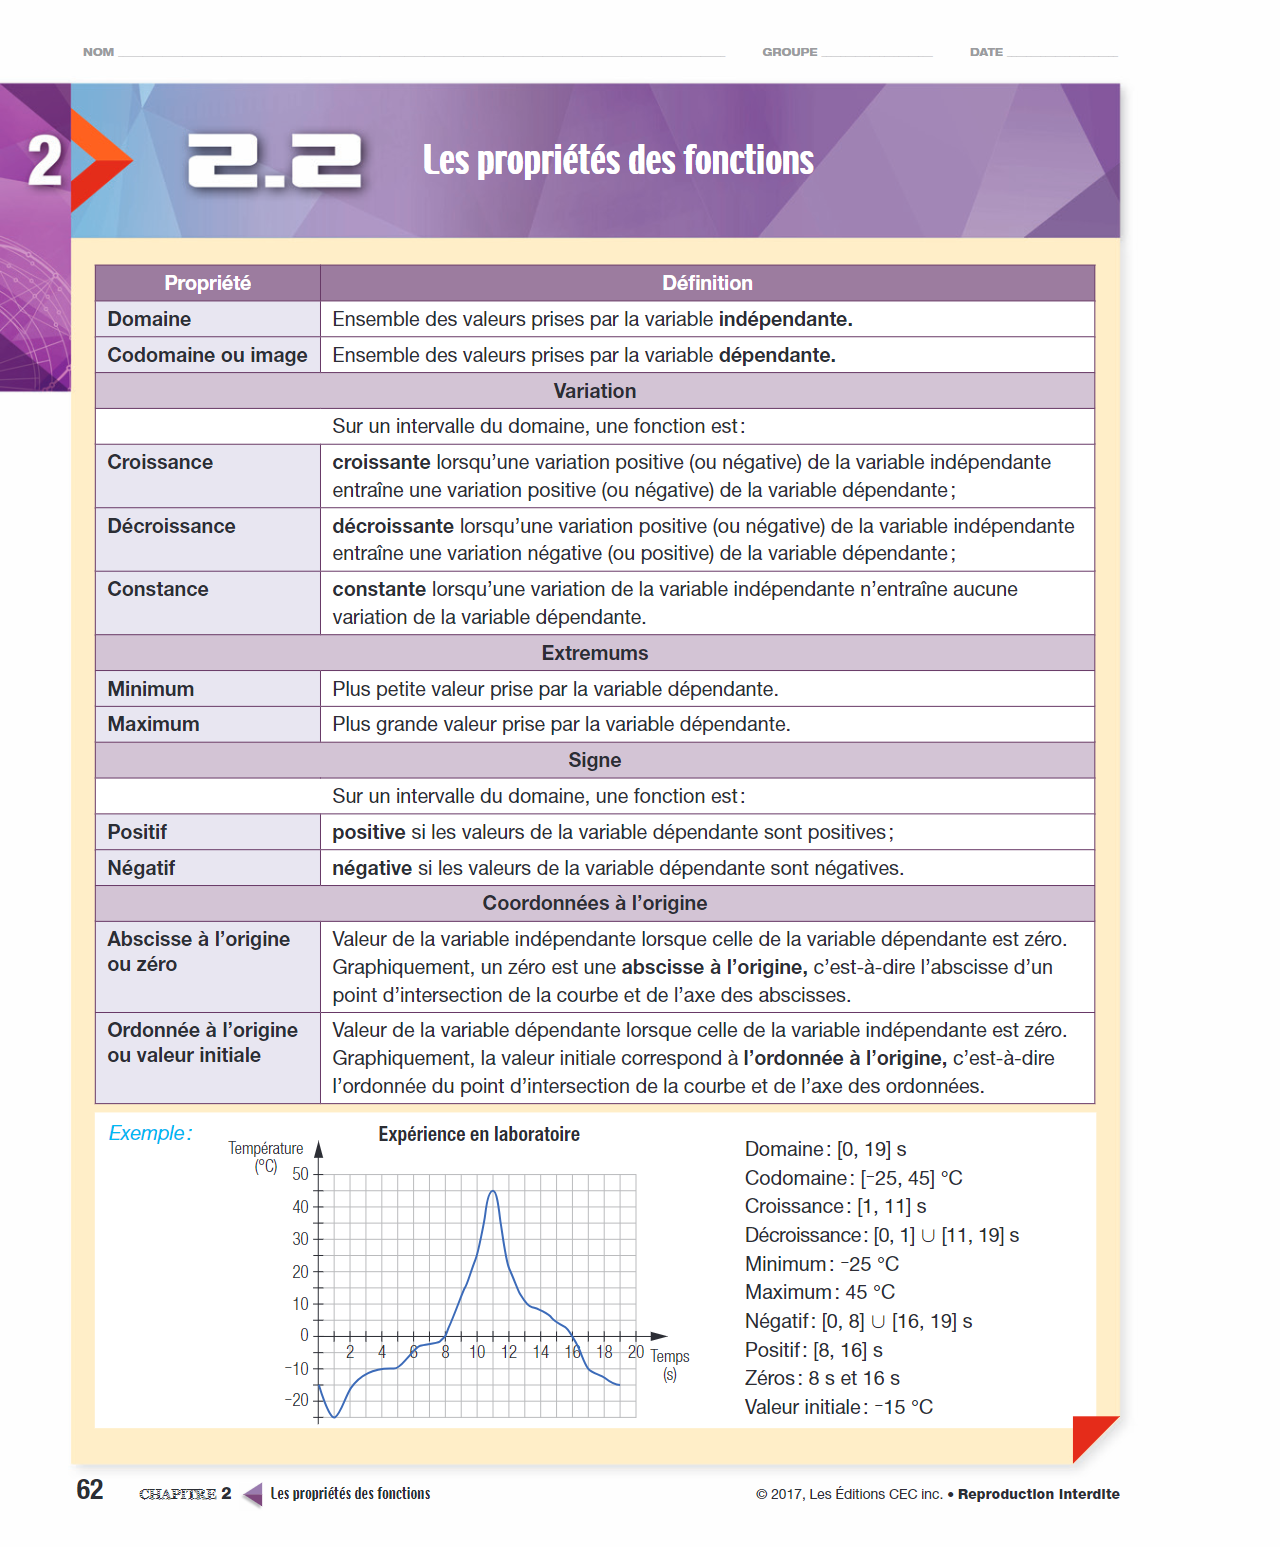 NOM GROUPE DATE
2
2.2 Les propriétés des fonctions
Propriété Définition
Domaine Ensemble des valeurs prises par la variable indépendante.
Codomaine ou image Ensemble des valeurs prises par la variable dépendante.
Variation
Sur un intervalle du domaine, une fonction est :
Croissance croissante lorsqu'une variation positive (ou négative) de la variable indépendante
entraîne une variation positive (ou négative) de la variable dépendante ;
Décroissance décroissante lorsqu'une variation positive (ou négative) de la variable indépendante
entraîne une variation négative (ou positive) de la variable dépendante ;
Constance constante lorsqu'une variation de la variable indépendante n'entraîne aucune
variation de la variable dépendante.
Extremums
Minimum Plus petite valeur prise par la variable dépendante.
Maximum Plus grande valeur prise par la variable dépendante.
Signe
Sur un intervalle du domaine, une fonction est :
Positif positive si les valeurs de la variable dépendante sont positives ;
Négatif négative si les valeurs de la variable dépendante sont négatives.
Coordonnées à l'origine
Abscisse à l'origine
ou zéro
Valeur de la variable indépendante lorsque celle de la variable dépendante est zéro.
Graphiquement, un zéro est une abscisse à l'origine, c'est-à-dire l'abscisse d'un
point d'intersection de la courbe et de l'axe des abscisses.
Ordonnée à l'origine
ou valeur initiale
Valeur de la variable dépendante lorsque celle de la variable indépendante est zéro.
Graphiquement, la valeur initiale correspond à l'ordonnée à l'origine, c'est-à-dire
l'ordonnée du point d'intersection de la courbe et de l'axe des ordonnées.
Exemple :
Expérience en laboratoire
Température
(°C)
50
40
30
20
10
0
−10
−20
2 4 6 8 10 12 14 16 18 20
Temps
(s)
Domaine : [0, 19] s
Codomaine : [−25, 45] °C
Croissance : [1, 11] s
Décroissance : [0, 1] ∪ [11, 19] s
Minimum : −25 °C
Maximum : 45 °C
Négatif : [0, 8] ∪ [16, 19] s
Positif : [8, 16] s
Zéros : 8 s et 16 s
Valeur initiale : −15 °C
62 CHAPITRE 2 Les propriétés des fonctions
© 2017, Les Éditions CEC inc. • Reproduction interdite